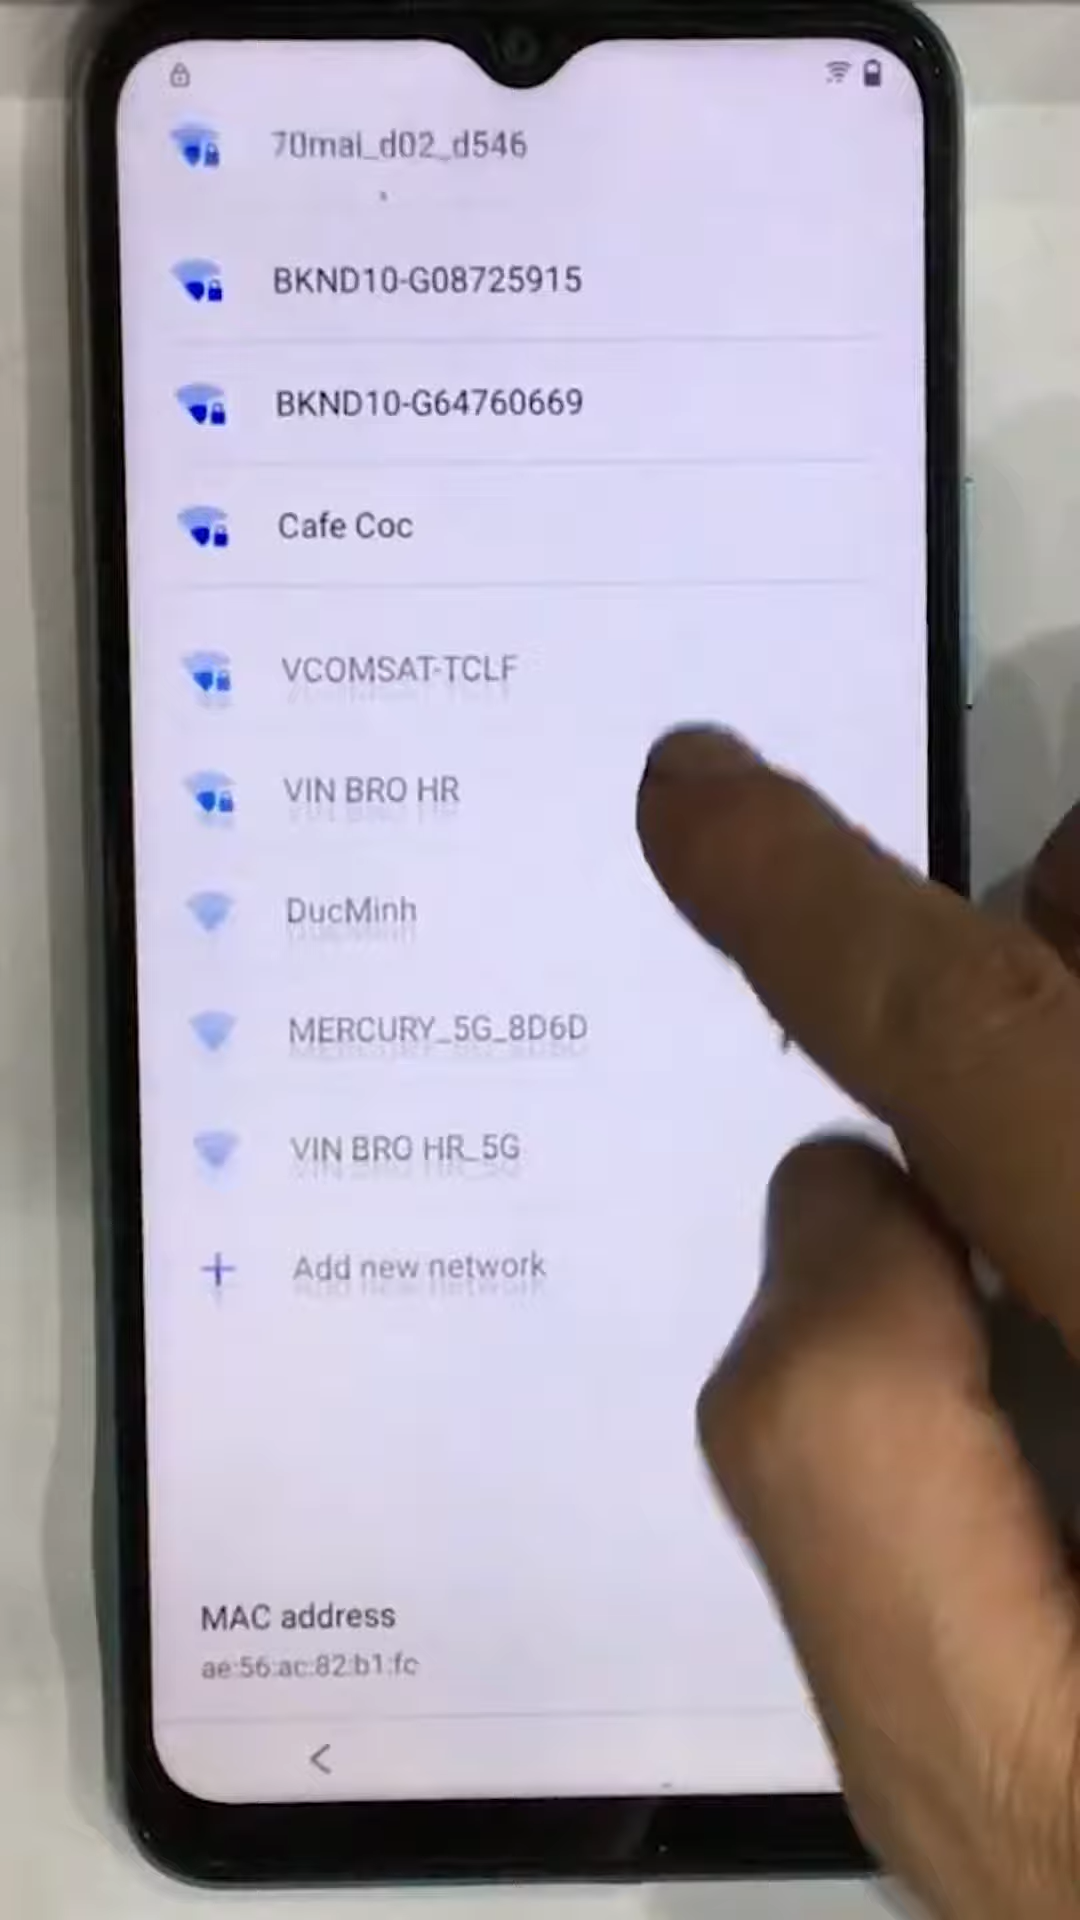 70mai_d02_d546
BKND10-G08725915
BKND10-G64760669
Cafe Coc
VCOMSAT-TCLF
VIN BRO HR
DucMinh
MERCURY_5G_8D6D
VIN BRO HR_5G
Add new network
MAC address
ae:56:ac:82:b1:fc